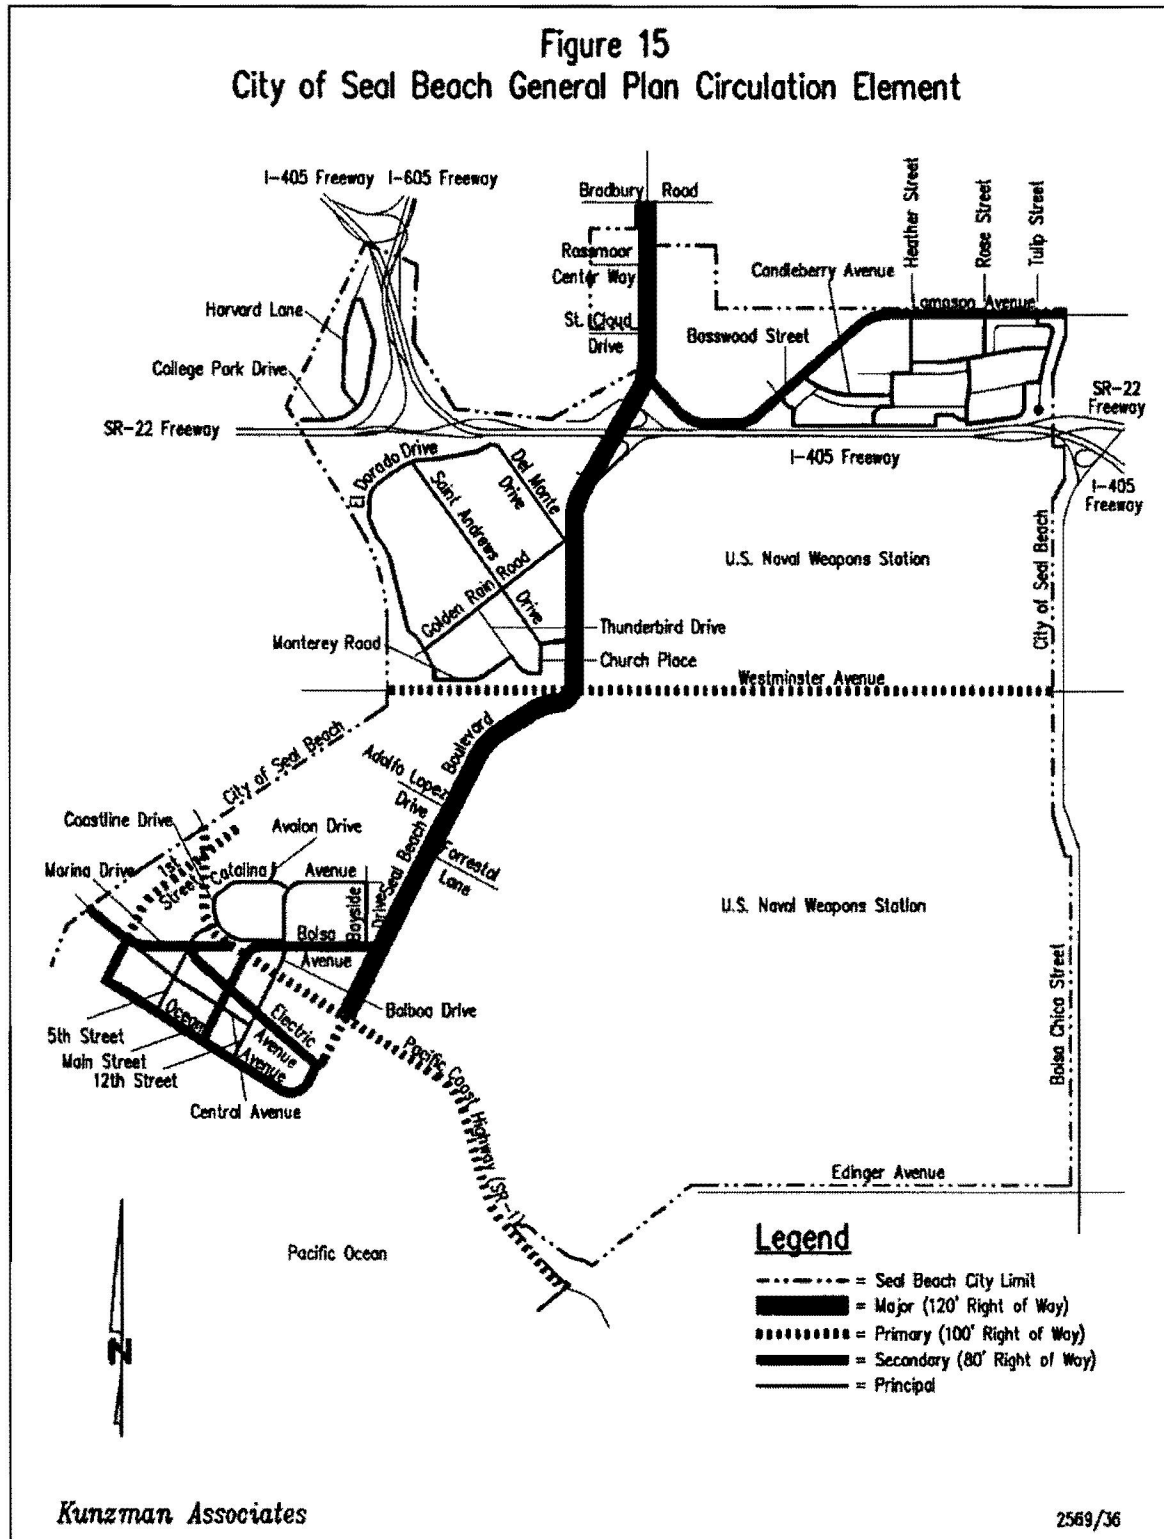 Figure 15
City of Seal Beach General Plan Circulation Element
I-405 Freeway
I-605 Freeway
Bradbury Road
Heather Street
Rose Street
Tulip Street
Rossmoor
Center Way
Candleberry Avenue
Lampson Avenue
Harvard Lane
St. Cloud
Drive
Basswood Street
College Park Drive
SR-22
Freeway
SR-22 Freeway
I-405 Freeway
I-405
Freeway
El Dorado Drive
Del Monte
Drive
Saint Andrews
Drive
U.S. Naval Weapons Station
City of Seal Beach
Golden Rain Road
Thunderbird Drive
Monterey Road
Church Place
Westminster Avenue
City of Seal Beach
Seal Beach Boulevard
Adolfo Lopez
Drive
Coastline Drive
Avalon Drive
Forrestal
Lane
Marina Drive
1st
Street
Catalina Avenue
Bayside
Drive
U.S. Naval Weapons Station
Bolsa
Avenue
Bolsa Chica Street
Balboa Drive
5th Street
Ocean
Avenue
Electric
Avenue
Main Street
12th Street
Central Avenue
Pacific Coast Highway (SR-1)
Edinger Avenue
Pacific Ocean
Legend
= Seal Beach City Limit
= Major (120' Right of Way)
= Primary (100' Right of Way)
= Secondary (80' Right of Way)
= Principal
N
Kunzman Associates
2569/36